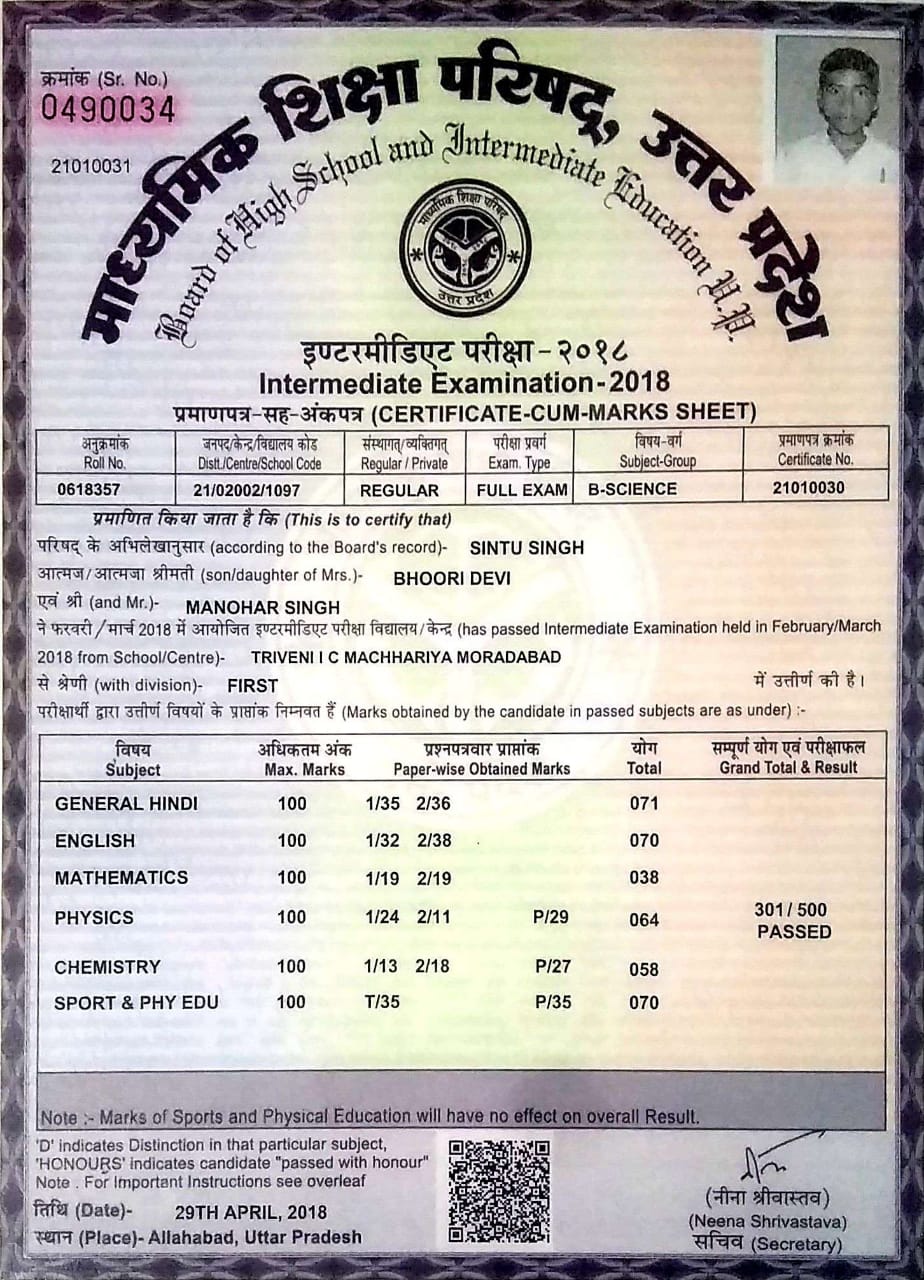 क्रमांक (Sr. No.)
0490034
21010031
माध्यमिक शिक्षा परिषद्, उत्तर प्रदेश
Board of High School and Intermediate Education U.P.
माध्यमिक शिक्षा परिषद्
उत्तर प्रदेश
इण्टरमीडिएट परीक्षा - २०१८
Intermediate Examination - 2018
प्रमाणपत्र-सह-अंकपत्र (CERTIFICATE-CUM-MARKS SHEET)
अनुक्रमांक जनपद/केन्द्र/विद्यालय कोड संस्थागत/व्यक्तिगत् परीक्षा प्रवर्ग विषय-वर्ग प्रमाणपत्र क्रमांक
Roll No. Distt./Centre/School Code Regular / Private Exam. Type Subject-Group Certificate No.
0618357 21/02002/1097 REGULAR FULL EXAM B-SCIENCE 21010030
प्रमाणित किया जाता है कि (This is to certify that)
परिषद् के अभिलेखानुसार (according to the Board's record)- SINTU SINGH
आत्मज/आत्मजा श्रीमती (son/daughter of Mrs.)- BHOORI DEVI
एवं श्री (and Mr.)- MANOHAR SINGH
ने फरवरी/मार्च 2018 में आयोजित इण्टरमीडिएट परीक्षा विद्यालय/केन्द्र (has passed Intermediate Examination held in February/March
2018 from School/Centre)- TRIVENI I C MACHHARIYA MORADABAD
से श्रेणी (with division)- FIRST में उत्तीर्ण की है।
परीक्षार्थी द्वारा उत्तीर्ण विषयों के प्राप्तांक निम्नवत हैं (Marks obtained by the candidate in passed subjects are as under) :-
विषय अधिकतम अंक प्रश्नपत्रवार प्राप्तांक योग सम्पूर्ण योग एवं परीक्षाफल
Subject Max. Marks Paper-wise Obtained Marks Total Grand Total & Result
GENERAL HINDI 100 1/35 2/36 071
ENGLISH 100 1/32 2/38 070
MATHEMATICS 100 1/19 2/19 038
PHYSICS 100 1/24 2/11 P/29 064 301/ 500
PASSED
CHEMISTRY 100 1/13 2/18 P/27 058
SPORT & PHY EDU 100 T/35 P/35 070
Note :- Marks of Sports and Physical Education will have no effect on overall Result.
'D' indicates Distinction in that particular subject,
'HONOURS' indicates candidate "passed with honour"
Note . For Important Instructions see overleaf
तिथि (Date)- 29TH APRIL, 2018
स्थान (Place)- Allahabad, Uttar Pradesh
(नीना श्रीवास्तव)
(Neena Shrivastava)
सचिव (Secretary)